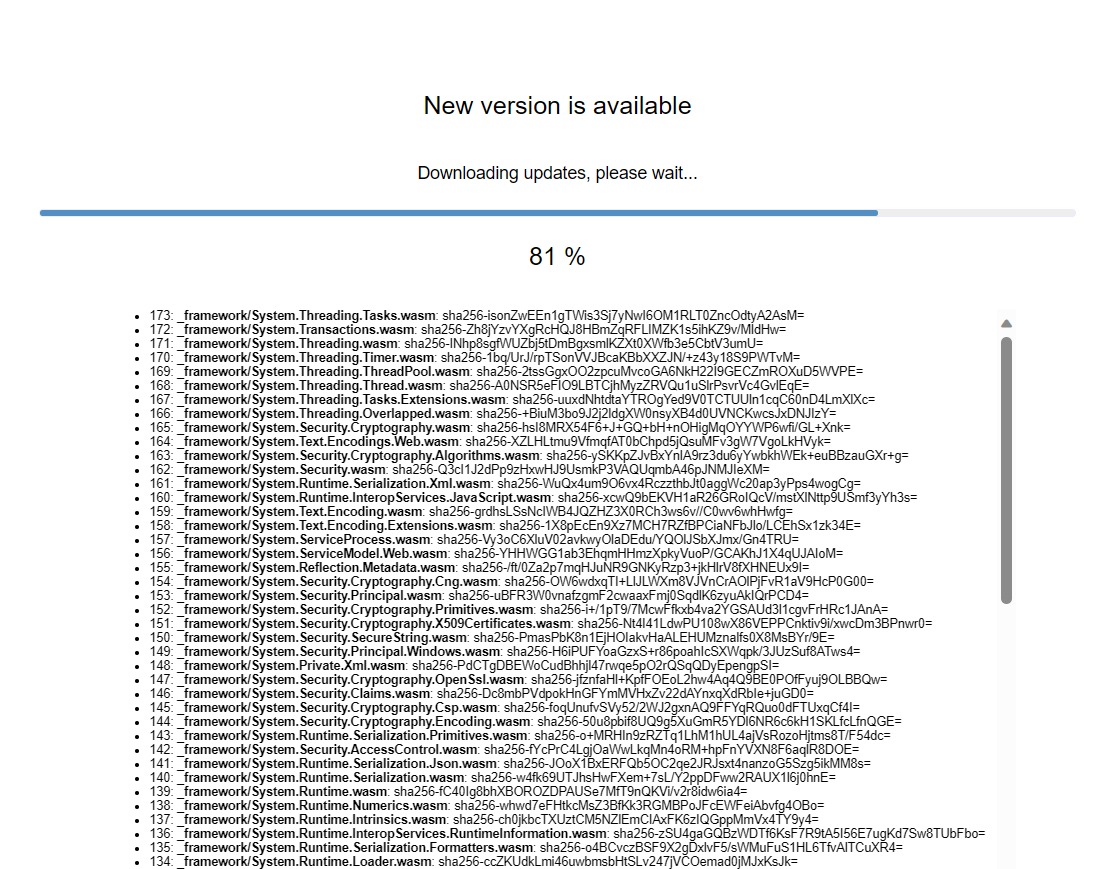 New version is available
Downloading updates, please wait...
81 %
173: _framework/System.Threading.Tasks.wasm: sha256-isonZwEEn1gTWis3Sj7yNwI6OM1RLT0ZncOdtyA2AsM=
172: _framework/System.Transactions.wasm: sha256-Zh8jYzvYXgRcHQJ8HBmZqRFLIMZK1s5ihKZ9v/MIdHw=
171: _framework/System.Threading.wasm: sha256-INhp8sgfWUZbj5tDmBgxsmlKZXt0XWfb3e5CbtV3umU=
170: _framework/System.Threading.Timer.wasm: sha256-1bq/UrJ/rpTSonVVJBcaKBbXXZJN/+z43y18S9PWTvM=
169: _framework/System.Threading.ThreadPool.wasm: sha256-2tssGgxOO2zpcuMvcoGA6NkH22I9GECZmROXuD5WVPE=
168: _framework/System.Threading.Thread.wasm: sha256-A0NSR5eFIO9LBTCjhMyzZRVQu1uSlrPsvrVc4GvlEqE=
167: _framework/System.Threading.Tasks.Extensions.wasm: sha256-uuxdNhtdtaYTROgYed9V0TCTUUln1cqC60nD4LmXlXc=
166: _framework/System.Threading.Overlapped.wasm: sha256-+BiuM3bo9J2j2IdgXW0nsyXB4d0UVNCKwcsJxDNJIzY=
165: _framework/System.Security.Cryptography.wasm: sha256-hsI8MRX54F6+J+GQ+bH+nOHigMqOYYWP6wfi/GL+Xnk=
164: _framework/System.Text.Encodings.Web.wasm: sha256-XZLHLtmu9VfmqfAT0bChpd5jQsuMFv3gW7VgoLkHVyk=
163: _framework/System.Security.Cryptography.Algorithms.wasm: sha256-ySKKpZJvBxYnIA9rz3du6yYwbkhWEk+euBBzauGXr+g=
162: _framework/System.Security.wasm: sha256-Q3cI1J2dPp9zHxwHJ9UsmkP3VAQUqmbA46pJNMJIeXM=
161: _framework/System.Runtime.Serialization.Xml.wasm: sha256-WuQx4um9O6vx4RczzthbJt0aggWc20ap3yPps4wogCg=
160: _framework/System.Runtime.InteropServices.JavaScript.wasm: sha256-xcwQ9bEKVH1aR26GRoIQcV/mstXlNttp9USmf3yYh3s=
159: _framework/System.Text.Encoding.wasm: sha256-grdhsLSsNcIWB4JQZHZ3X0RCh3ws6v//C0wv6whHwfg=
158: _framework/System.Text.Encoding.Extensions.wasm: sha256-1X8pEcEn9Xz7MCH7RZfBPCiaNFbJIo/LCEhSx1zk34E=
157: _framework/System.ServiceProcess.wasm: sha256-Vy3oC6XluV02avkwyOIaDEdu/YQOIJSbXJmx/Gn4TRU=
156: _framework/System.ServiceModel.Web.wasm: sha256-YHHWGG1ab3EhqmHHmzXpkyVuoP/GCAKhJ1X4qUJAIoM=
155: _framework/System.Reflection.Metadata.wasm: sha256-/ft/0Za2p7mqHJuNR9GNKyRzp3+jkHIrV8fXHNEUx9I=
154: _framework/System.Security.Cryptography.Cng.wasm: sha256-OW6wdxqTI+LIJLWXm8VJVnCrAOIPjFvR1aV9HcP0G00=
153: _framework/System.Security.Principal.wasm: sha256-uBFR3W0vnafzgmF2cwaaxFmj0SqdlK6zyuAkIQrPCD4=
152: _framework/System.Security.Cryptography.Primitives.wasm: sha256-i+/1pT9/7McwFfkxb4va2YGSAUd3I1cgvFrHRc1JAnA=
151: _framework/System.Security.Cryptography.X509Certificates.wasm: sha256-Nt4I41LdwPU108wX86VEPPCnktiv9i/xwcDm3BPnwr0=
150: _framework/System.Security.SecureString.wasm: sha256-PmasPbK8n1EjHOIakvHaALEHUMznalfs0X8MsBYr/9E=
149: _framework/System.Security.Principal.Windows.wasm: sha256-H6iPUFYoaGzxS+r86poahIcSXWqpk/3JUzSuf8ATws4=
148: _framework/System.Private.Xml.wasm: sha256-PdCTgDBEWoCudBhhjl47rwqe5pO2rQSqQDyEpengpSI=
147: _framework/System.Security.Cryptography.OpenSsl.wasm: sha256-jfznfaHI+KpfFOEoL2hw4Aq4Q9BE0POfFyuj9OLBBQw=
146: _framework/System.Security.Claims.wasm: sha256-Dc8mbPVdpokHnGFYmMVHxZv22dAYnxqXdRbIe+juGD0=
145: _framework/System.Security.Cryptography.Csp.wasm: sha256-foqUnufvSVy52/2WJ2gxnAQ9FFYqRQuo0dFTUxqCf4I=
144: _framework/System.Security.Cryptography.Encoding.wasm: sha256-50u8pbif8UQ9g5XuGmR5YDI6NR6c6kH1SKLfcLfnQGE=
143: _framework/System.Runtime.Serialization.Primitives.wasm: sha256-o+MRHIn9zRZTq1LhM1hUL4ajVsRozoHjtms8T/F54dc=
142: _framework/System.Security.AccessControl.wasm: sha256-fYcPrC4LgjOaWwLkqMn4oRM+hpFnYVXN8F6aqIR8DOE=
141: _framework/System.Runtime.Serialization.Json.wasm: sha256-JOoX1BxERFQb5OC2qe2JRJsxt4nanzoG5Szg5ikMM8s=
140: _framework/System.Runtime.Serialization.wasm: sha256-w4fk69UTJhsHwFXem+7sL/Y2ppDFww2RAUX1I6j0hnE=
139: _framework/System.Runtime.wasm: sha256-fC40Ig8bhXBOROZDPAUSe7MfT9nQKVi/v2r8idw6ia4=
138: _framework/System.Runtime.Numerics.wasm: sha256-whwd7eFHtkcMsZ3BfKk3RGMBPoJFcEWFeiAbvfg4OBo=
137: _framework/System.Runtime.Intrinsics.wasm: sha256-ch0jkbcTXUztCM5NZIEmClAxFK6zIQGppMmVx4TY9y4=
136: _framework/System.Runtime.InteropServices.RuntimeInformation.wasm: sha256-zSU4gaGQBzWDTf6KsF7R9tA5I56E7ugKd7Sw8TUbFbo=
135: _framework/System.Runtime.Serialization.Formatters.wasm: sha256-o4BCvczBSF9X2gDxlvF5/sWMuFuS1HL6TfvAITCuXR4=
134: _framework/System.Runtime.Loader.wasm: sha256-ccZKUdkLmi46uwbmsbHtSLv247jVCOemad0jMJxKsJk=